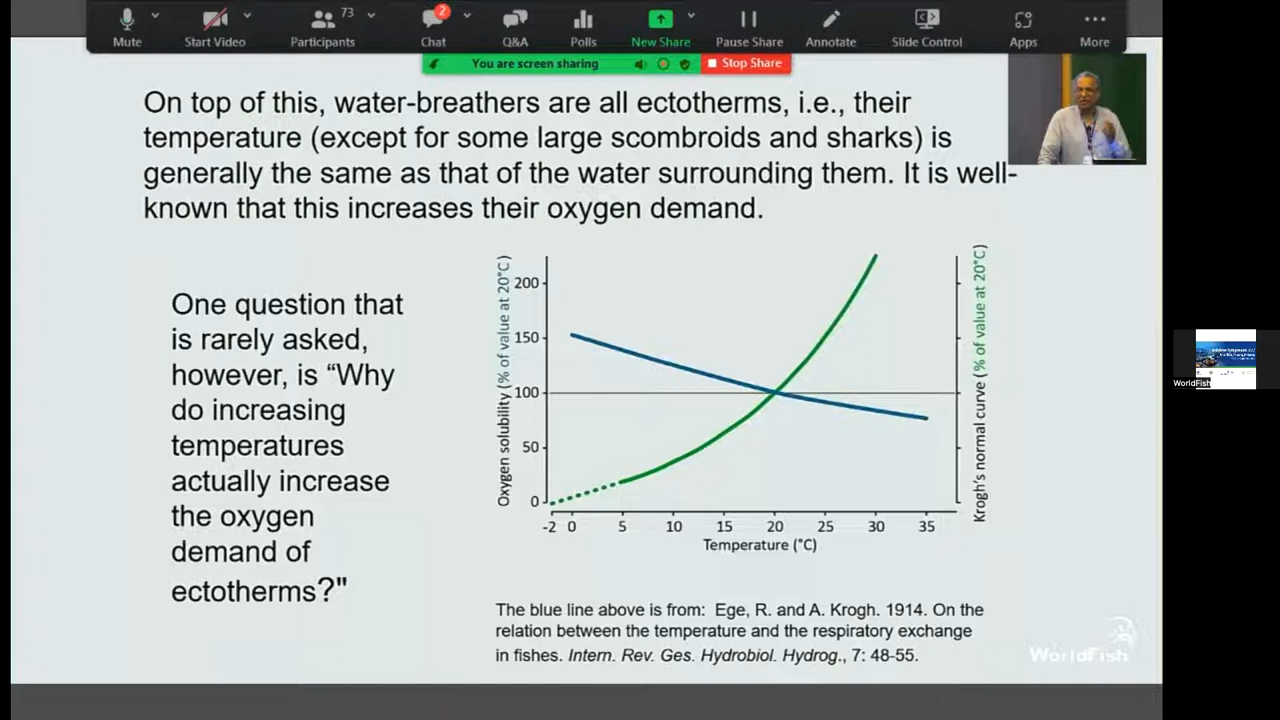 Mute
Start Video
Participants
73
Chat
2
Q&A
Polls
New Share
Pause Share
Annotate
Slide Control
Apps
More
You are screen sharing
Stop Share
On top of this, water-breathers are all ectotherms, i.e., their
temperature (except for some large scombroids and sharks) is
generally the same as that of the water surrounding them. It is well-
known that this increases their oxygen demand.
One question that
is rarely asked,
however, is “Why
do increasing
temperatures
actually increase
the oxygen
demand of
ectotherms?"
Oxygen solubility (% of value at 20°C)
200
150
100
50
0
-2 0 5 10 15 20 25 30 35
Temperature (°C)
Krogh's normal curve (% of value at 20°C)
The blue line above is from: Ege, R. and A. Krogh. 1914. On the
relation between the temperature and the respiratory exchange
in fishes. Intern. Rev. Ges. Hydrobiol. Hydrog., 7: 48-55.
WorldFish
WorldFish